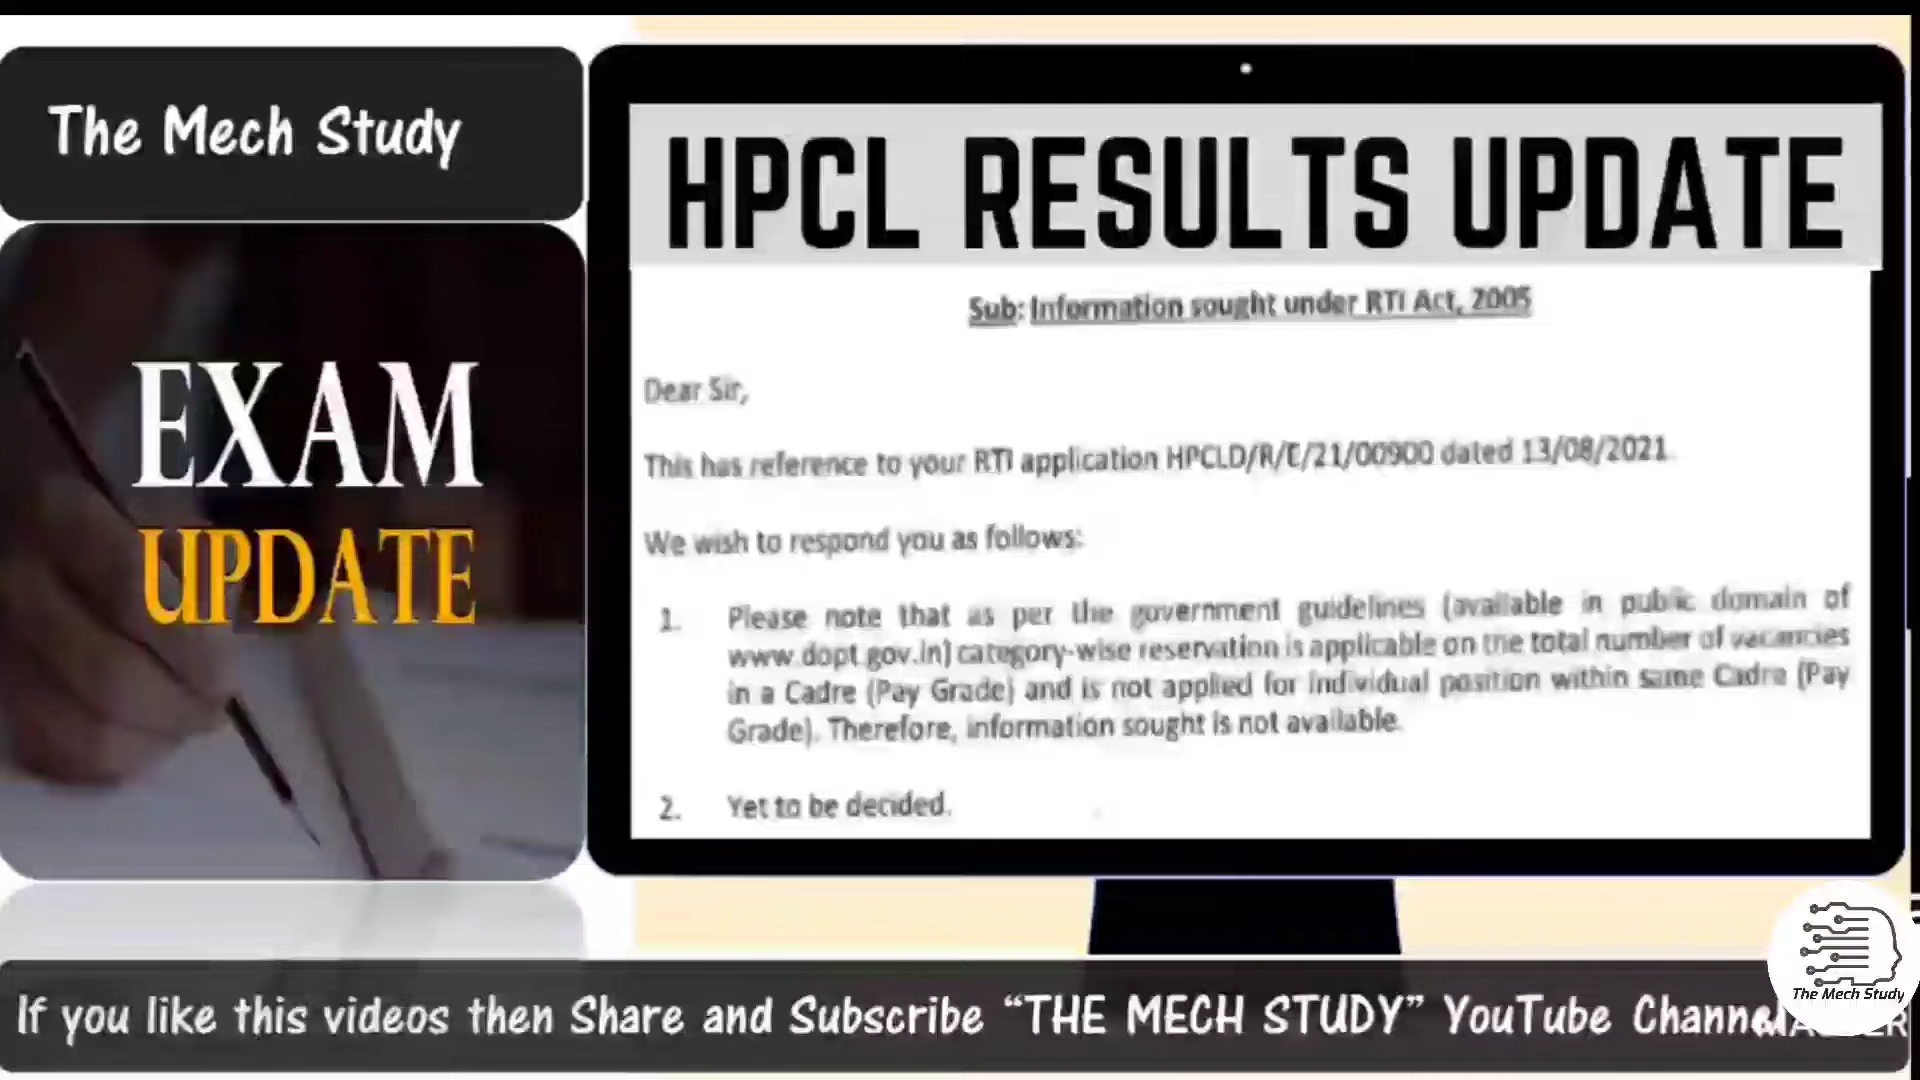 The Mech Study
EXAM
UPDATE
HPCL RESULTS UPDATE
Sub: Information sought under RTI Act, 2005
Dear Sir,
This has reference to your RTI application HPCLD/R/E/21/00900 dated 13/08/2021.
We wish to respond you as follows:
1. Please note that as per the government guidelines (available in public domain of
www.dopt.gov.in) category-wise reservation is applicable on the total number of vacancies
in a Cadre (Pay Grade) and is not applied for individual position within same Cadre (Pay
Grade). Therefore, information sought is not available.
2. Yet to be decided.
The Mech Study
If you like this videos then Share and Subscribe “THE MECH STUDY” YouTube Channel